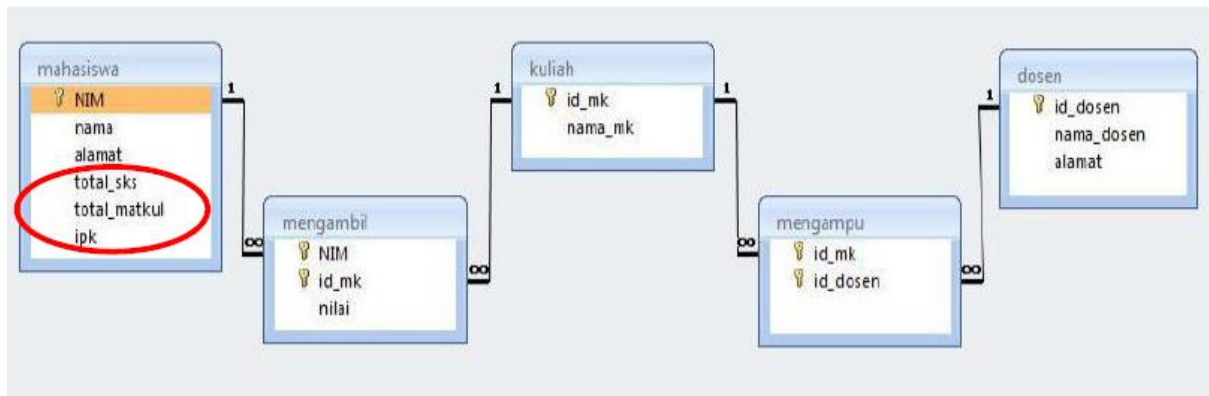 mahasiswa
NIM
nama
alamat
total_sks
total_matkul
ipk
1
∞
mengambil
NIM
id_mk
nilai
∞
1
kuliah
id_mk
nama_mk
1
∞
mengampu
id_mk
id_dosen
∞
1
dosen
id_dosen
nama_dosen
alamat